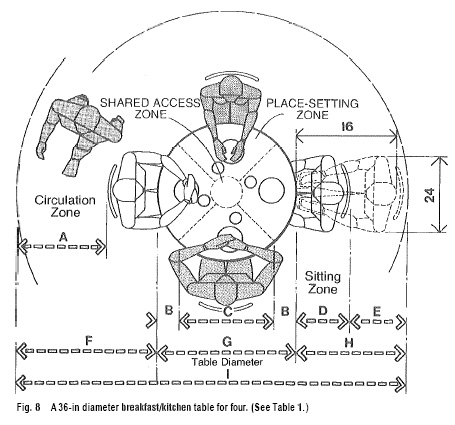 SHARED ACCESS
ZONE
PLACE-SETTING
ZONE
16
24
Circulation
Zone
A
Sitting
Zone
B
C
B
D
E
F
G
H
Table Diameter
I
Fig. 8 A 36-in diameter breakfast/kitchen table for four. (See Table 1.)